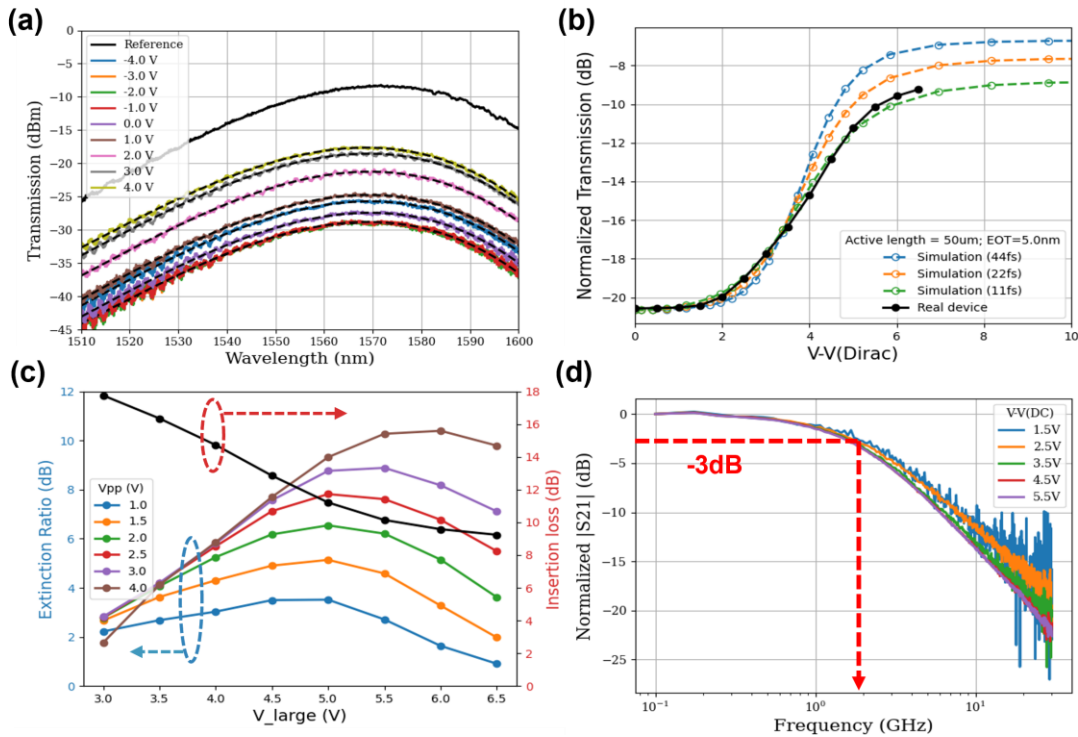 (a)
0
−5
−10
−15
−20
−25
−30
−35
−40
−45
Transmission (dBm)
Reference
-4.0 V
-3.0 V
-2.0 V
-1.0 V
0.0 V
1.0 V
2.0 V
3.0 V
4.0 V
1510 1520 1530 1540 1550 1560 1570 1580 1590 1600
Wavelength (nm)
(b)
−8
−10
−12
−14
−16
−18
−20
Normalized Transmission (dB)
Active length = 50um; EOT=5.0nm
Simulation (44fs)
Simulation (22fs)
Simulation (11fs)
Real device
0 2 4 6 8 10
V-V(Dirac)
(c)
12
10
8
6
4
2
0
Extinction Ratio (dB)
Vpp (V)
1.0
1.5
2.0
2.5
3.0
4.0
18
16
14
12
10
8
6
4
2
0
Insertion loss (dB)
3.0 3.5 4.0 4.5 5.0 5.5 6.0 6.5
V_large (V)
(d)
0
−5
−10
−15
−20
−25
Normalized |S21| (dB)
-3dB
V-V(DC)
1.5V
2.5V
3.5V
4.5V
5.5V
10⁻¹ 10⁰ 10¹
Frequency (GHz)